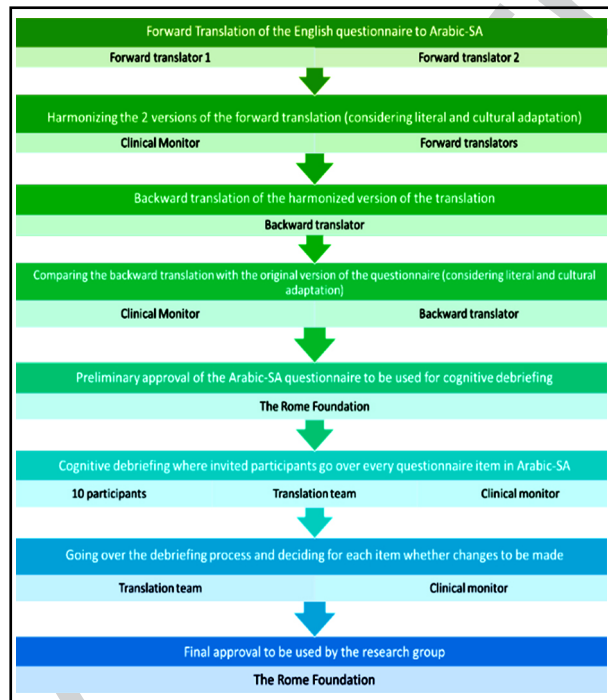 Forward Translation of the English questionnaire to Arabic-SA
Forward translator 1 Forward translator 2
Harmonizing the 2 versions of the forward translation (considering literal and cultural adaptation)
Clinical Monitor Forward translators
Backward translation of the harmonized version of the translation
Backward translator
Comparing the backward translation with the original version of the questionnaire (considering literal and cultural
adaptation)
Clinical Monitor Backward translator
Preliminary approval of the Arabic-SA questionnaire to be used for cognitive debriefing
The Rome Foundation
Cognitive debriefing where invited participants go over every questionnaire item in Arabic-SA
10 participants Translation team Clinical monitor
Going over the debriefing process and deciding for each item whether changes to be made
Translation team Clinical monitor
Final approval to be used by the research group
The Rome Foundation